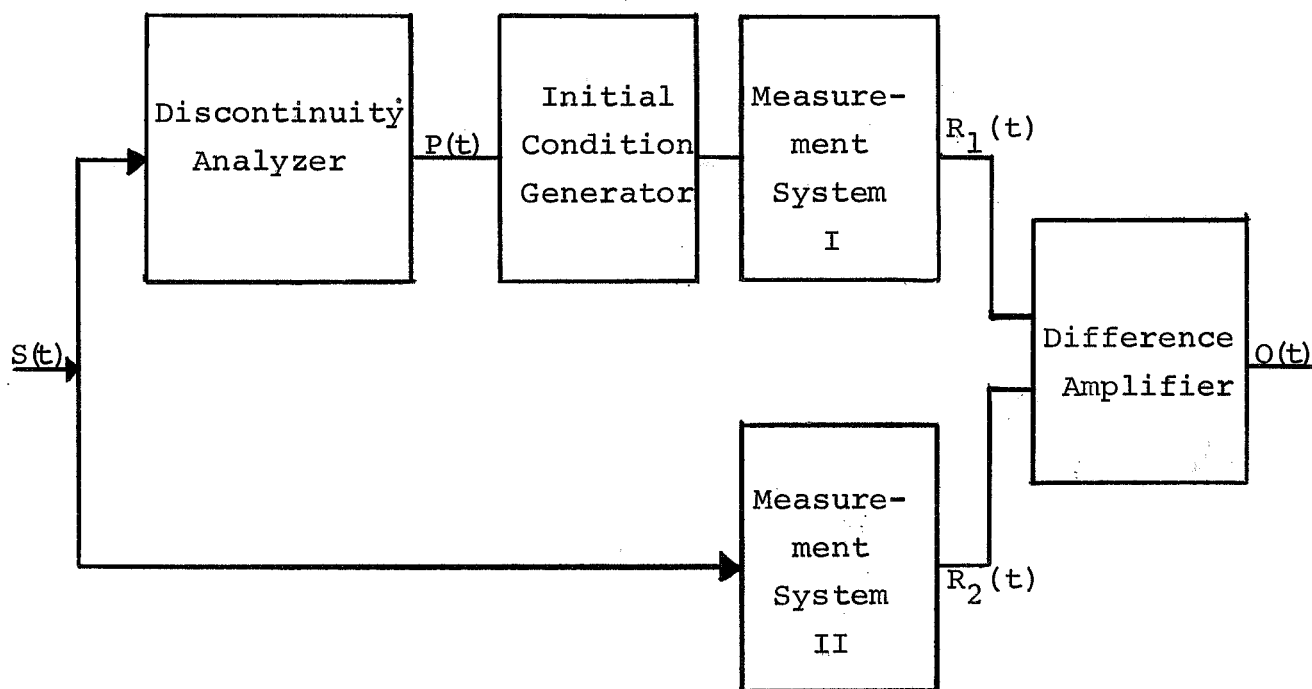 Discontinuity
Analyzer
P(t)
Initial
Condition
Generator
Measure-
ment
System
I
R₁(t)
S(t)
Difference
Amplifier
O(t)
Measure-
ment
System
II
R₂(t)